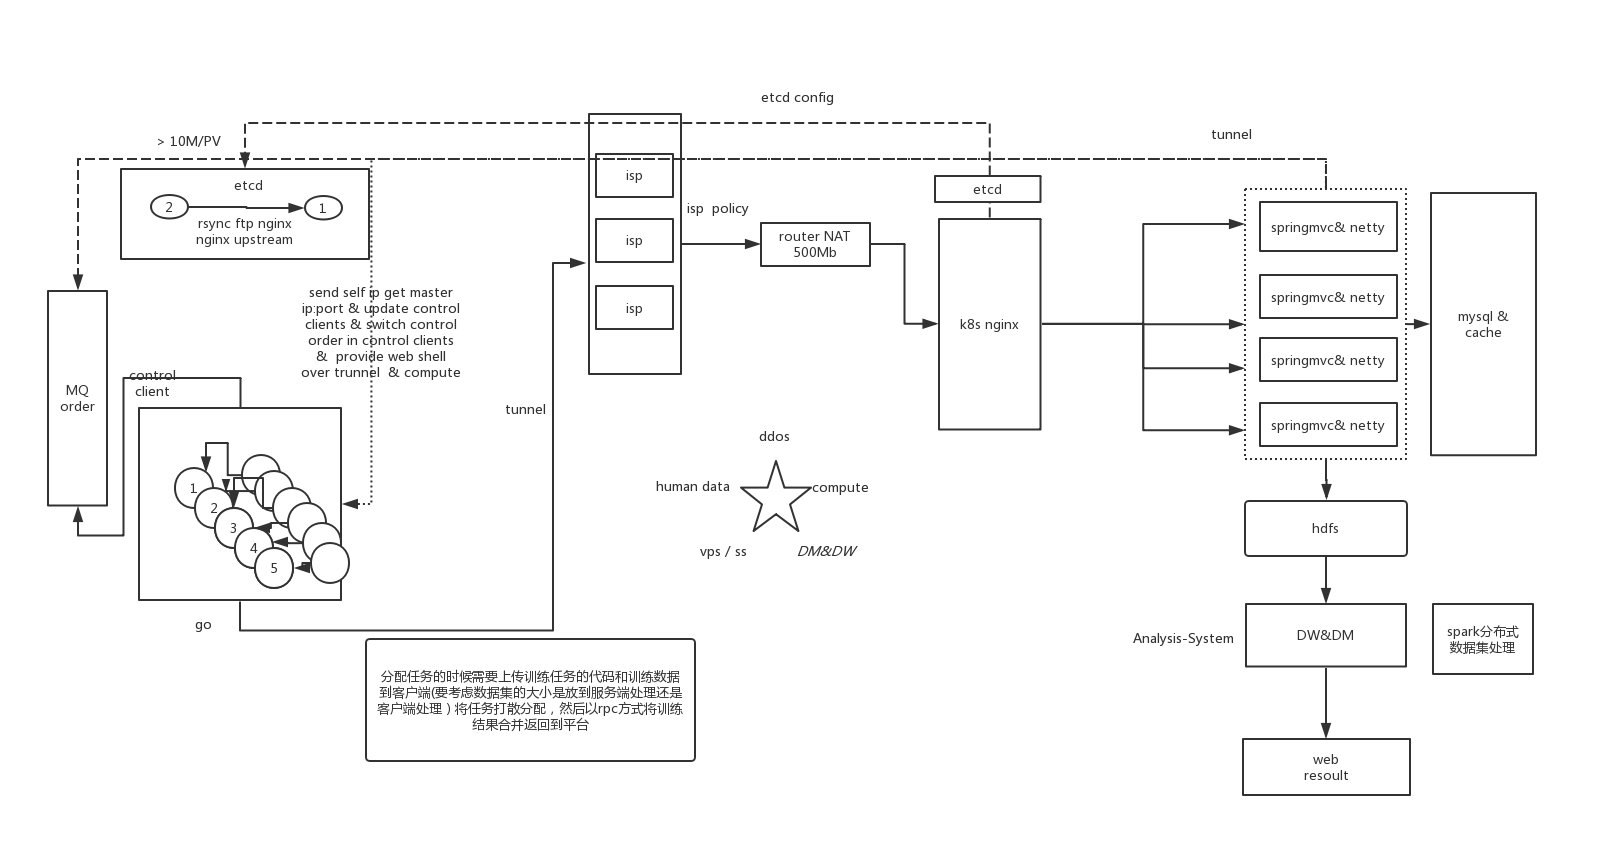 etcd config
> 10M/PV
tunnel
etcd
2
1
rsync ftp nginx
nginx upstream
isp
isp
isp
isp  policy
router NAT
500Mb
etcd
k8s nginx
springmvc& netty
springmvc& netty
springmvc& netty
springmvc& netty
mysql &
cache
send self ip get master
ip:port & update control
clients & switch control
order in control clients
&  provide web shell
over trunnel  & compute
MQ
order
control
client
tunnel
1
2
3
4
5
go
ddos
human data
compute
vps / ss
DM&DW
hdfs
Analysis-System
DW&DM
spark分布式
数据集处理
分配任务的时候需要上传训练任务的代码和训练数据
到客户端(要考虑数据集的大小是放到服务端处理还是
客户端处理 ) 将任务打散分配，然后以rpc方式将训练
结果合并返回到平台
web
resoult